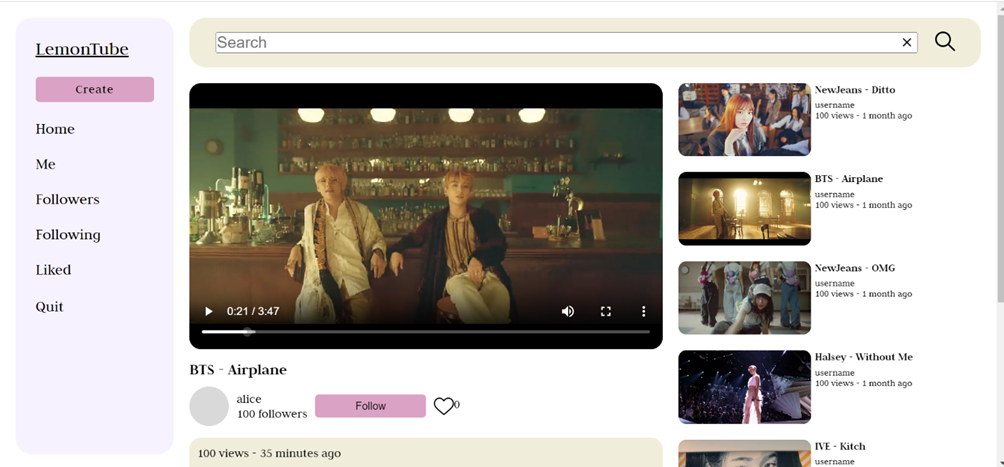 LemonTube
Create
Home
Me
Followers
Following
Liked
Quit
Search
0:21 / 3:47
BTS - Airplane
alice
100 followers
Follow
0
100 views - 35 minutes ago
NewJeans - Ditto
username
100 views - 1 month ago
BTS - Airplane
username
100 views - 1 month ago
NewJeans - OMG
username
100 views - 1 month ago
Halsey - Without Me
username
100 views - 1 month ago
IVE - Kitch
username